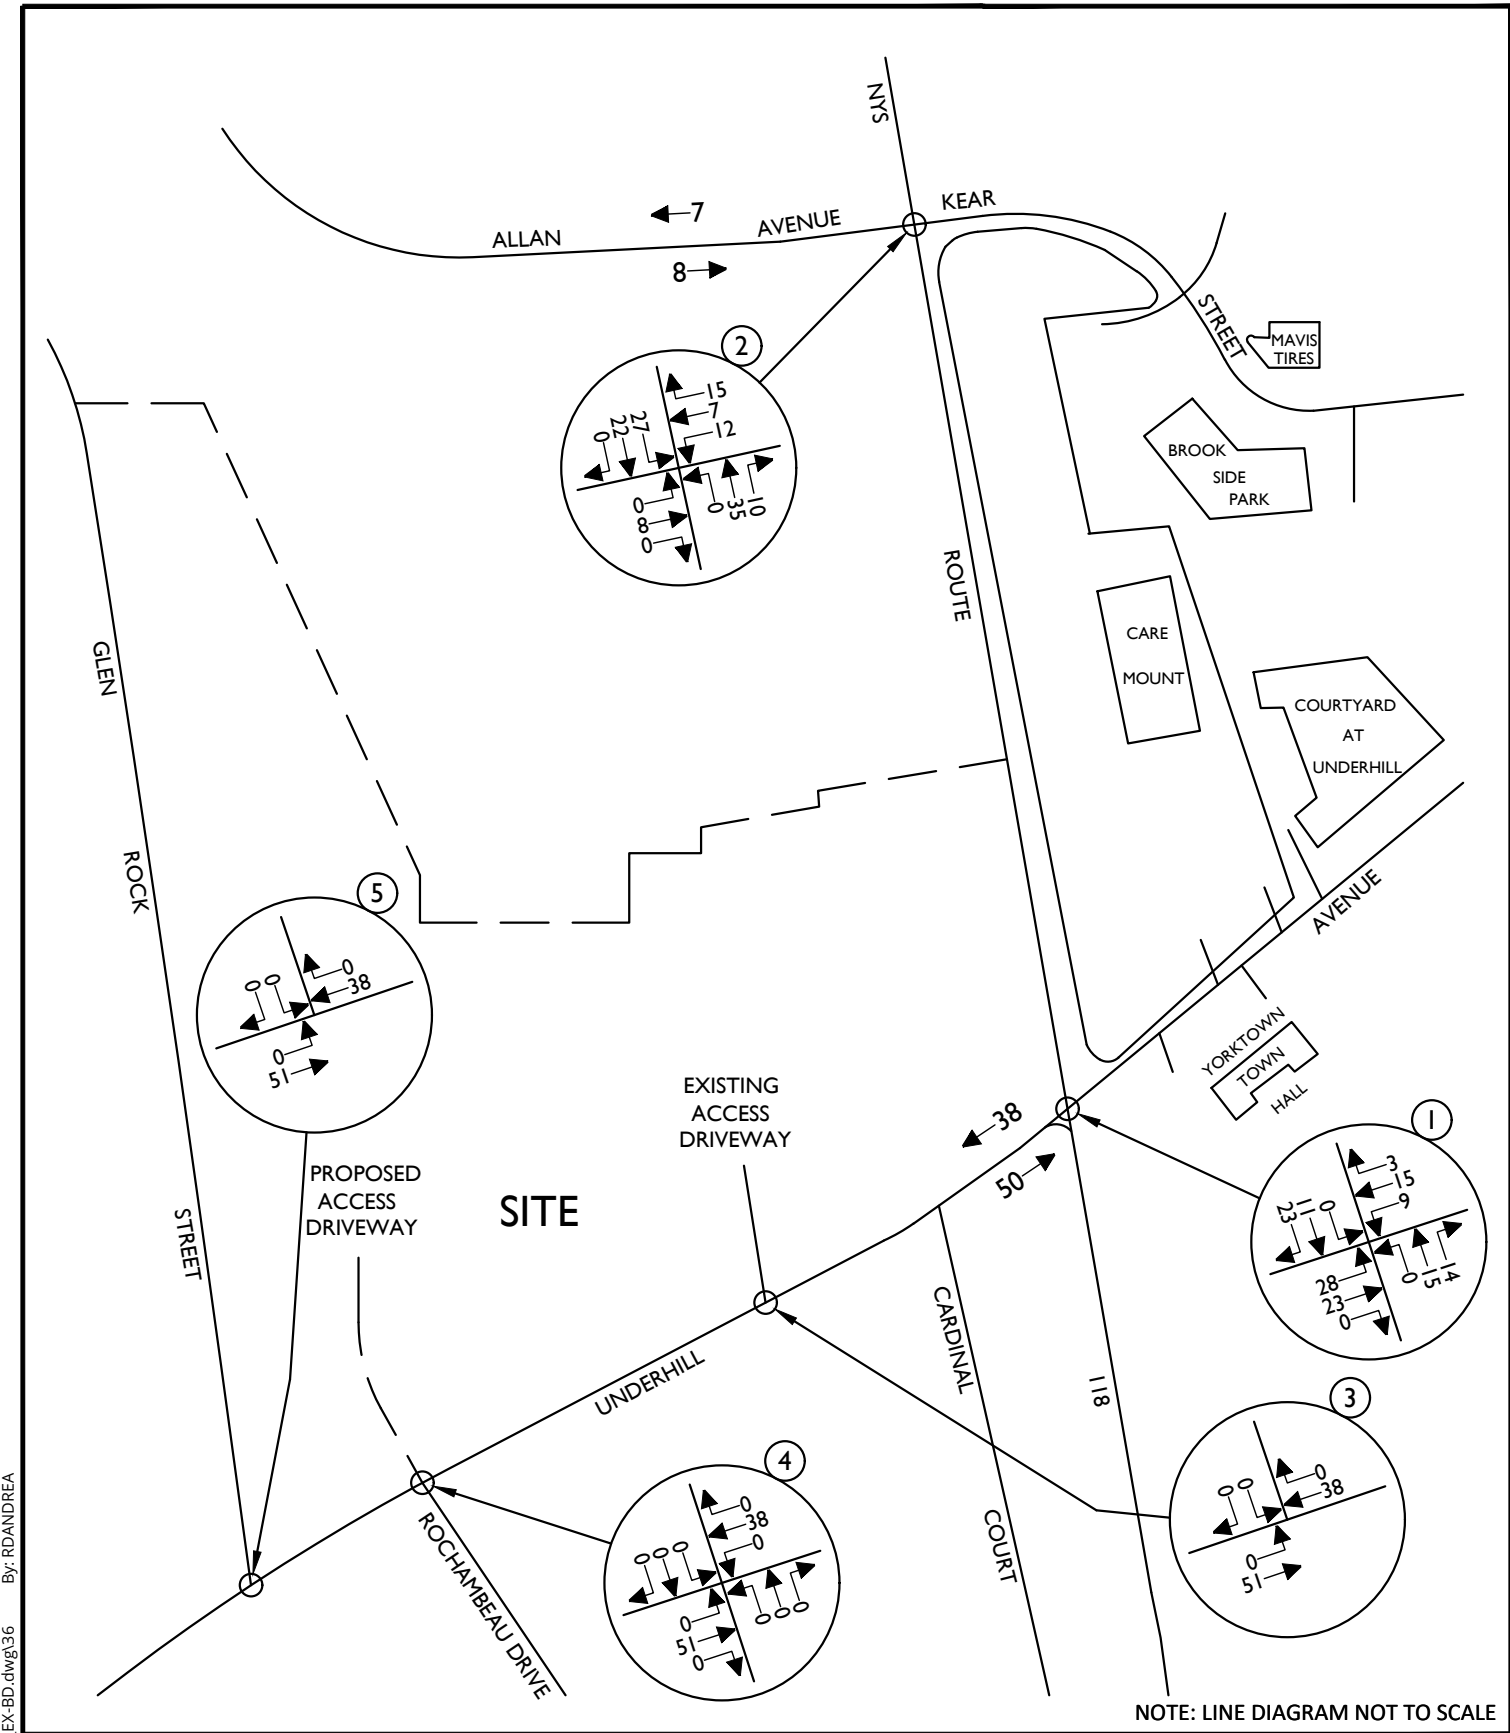 NYS
KEAR
ALLAN
AVENUE
7
8
STREET
MAVIS
TIRES
2
15
7
12
27
22
0
0
8
0
0
35
10
BROOK
SIDE
PARK
ROUTE
CARE
MOUNT
GLEN
COURTYARD
AT
UNDERHILL
ROCK
AVENUE
5
0
38
0
0
0
51
YORKTOWN
TOWN
HALL
EXISTING
ACCESS
DRIVEWAY
38
50
1
3
15
9
0
11
23
28
23
0
0
15
14
PROPOSED
ACCESS
DRIVEWAY
SITE
STREET
CARDINAL
UNDERHILL
118
3
0
38
0
0
0
51
4
0
38
0
0
0
0
0
51
0
0
0
0
COURT
ROCHAMBEAU DRIVE
By: RDANDREA
EX-BD.dwg\36
NOTE: LINE DIAGRAM NOT TO SCALE